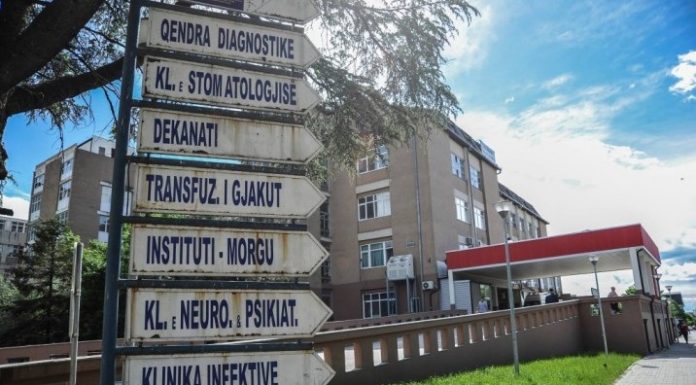 QENDRA DIAGNOSTIKE
KL. E STOMATOLOGJISË
DEKANATI
TRANSFUZ. I GJAKUT
INSTITUTI - MORGU
KL. E NEURO. & PSIKIAT.
KLINIKA INFEKTIVE